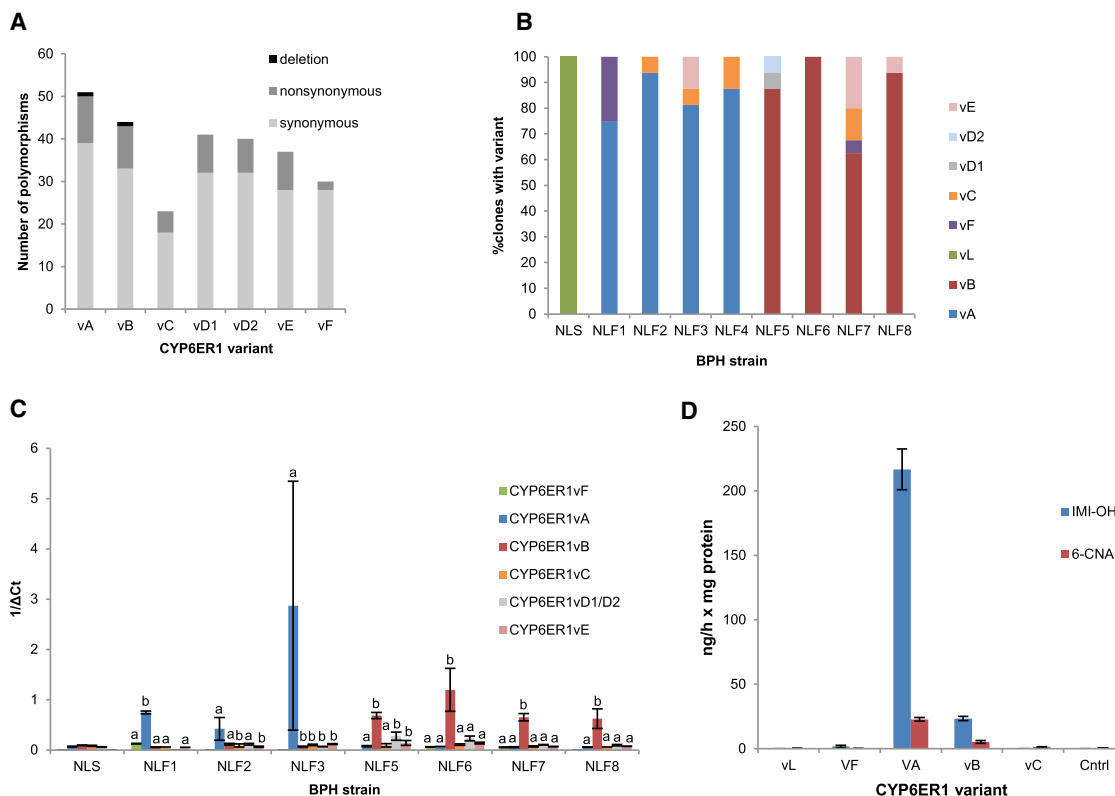 A
60
50
40
30
20
10
0
Number of polymorphisms
deletion
nonsynonymous
synonymous
vA vB vC vD1 vD2 vE vF
CYP6ER1 variant
B
100
90
80
70
60
50
40
30
20
10
0
%clones with variant
NLS NLF1 NLF2 NLF3 NLF4 NLF5 NLF6 NLF7 NLF8
BPH strain
vE
vD2
vD1
vC
vF
vL
vB
vA
C
6
5
4
3
2
1
0
1/ΔCt
a b a a a
a a b b a b
a b b b b
a b a b b
a a b a a a
a a b a a a
a b a a a
CYP6ER1vF
CYP6ER1vA
CYP6ER1vB
CYP6ER1vC
CYP6ER1vD1/D2
CYP6ER1vE
NLS NLF1 NLF2 NLF3 NLF5 NLF6 NLF7 NLF8
BPH strain
D
250
200
150
100
50
0
ng/h x mg protein
IMI-OH
6-CNA
vL VF VA vB vC Cntrl
CYP6ER1 variant